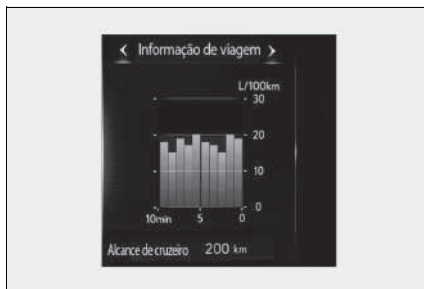 Informação de viagem
L/100km
30
20
10
0
10min 5 0
Alcance de cruzeiro 200 km